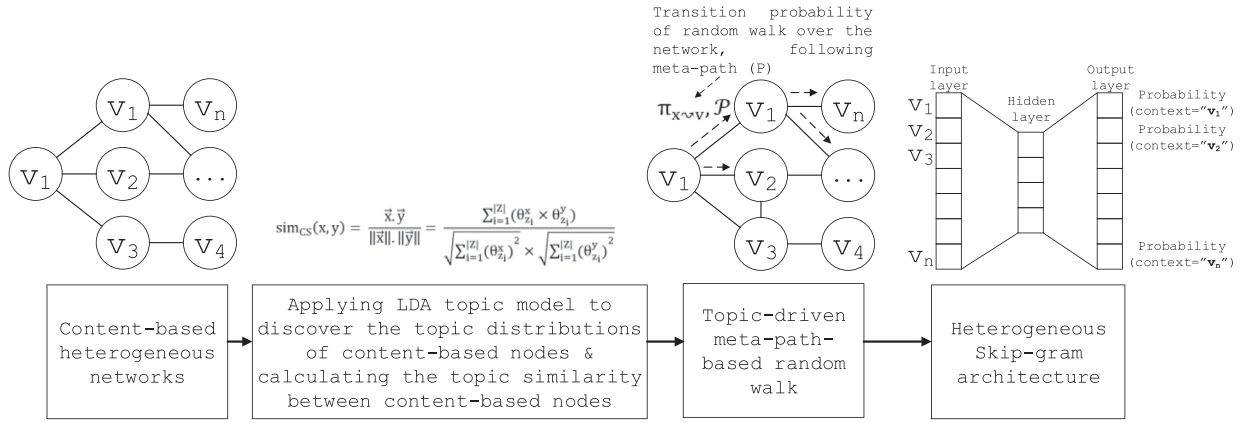 Transition probability
of random walk over the
network, following
meta-path (P)
V₁
Vₙ
V₁
V₂
...
V₃
V₄
simCS(x, y) = x⃗.y⃗ / ‖x⃗‖.‖y⃗‖ = ∑|Z|i=1(θxzi × θyzi) / √∑|Z|i=1(θxzi)² × √∑|Z|i=1(θyzi)²
πx⤳v, 𝒫
V₁
Vₙ
V₁
V₂
...
V₃
V₄
Input
layer
Hidden
layer
Output
layer
V₁
V₂
V₃
Vₙ
Probability
(context="v₁")
Probability
(context="v₂")
Probability
(context="vₙ")
Content-based
heterogeneous
networks
Applying LDA topic model to
discover the topic distributions
of content-based nodes &
calculating the topic similarity
between content-based nodes
Topic-driven
meta-path-
based random
walk
Heterogeneous
Skip-gram
architecture